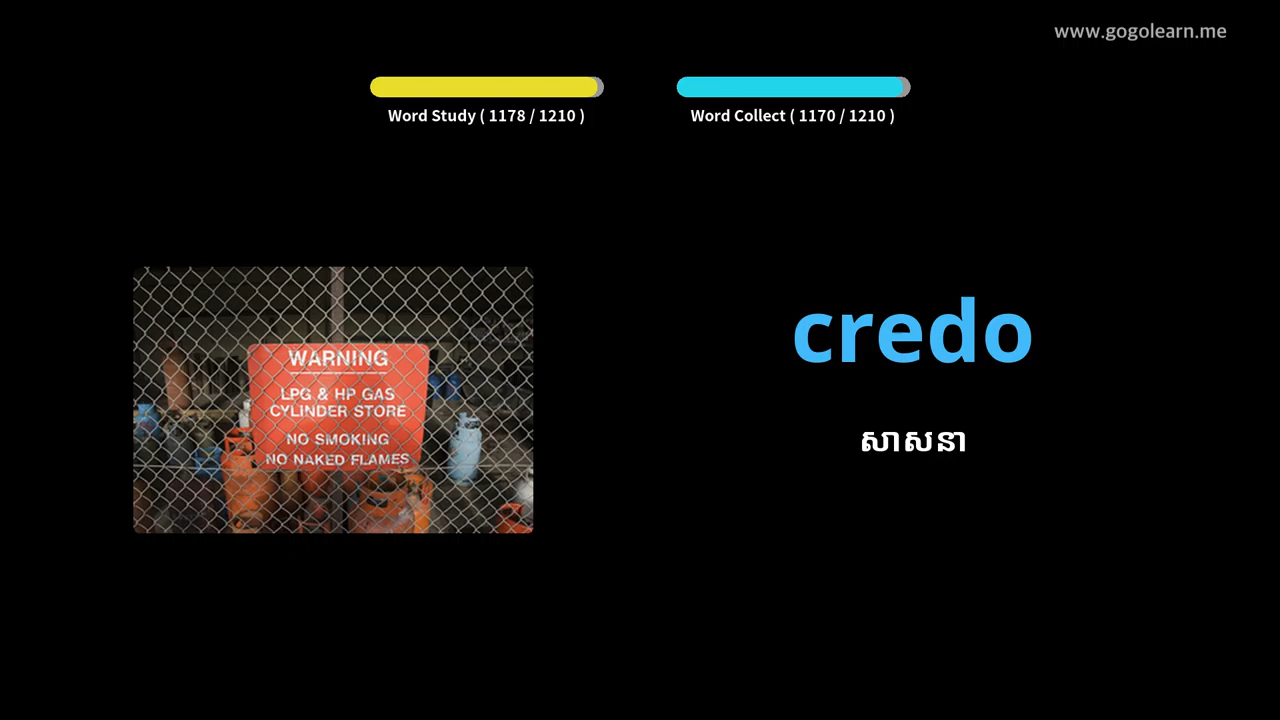 www.gogolearn.me
Word Study ( 1178 / 1210 )
Word Collect ( 1170 / 1210 )
WARNING
LPG & HP GAS
CYLINDER STORE
NO SMOKING
NO NAKED FLAMES
credo
សាសនា